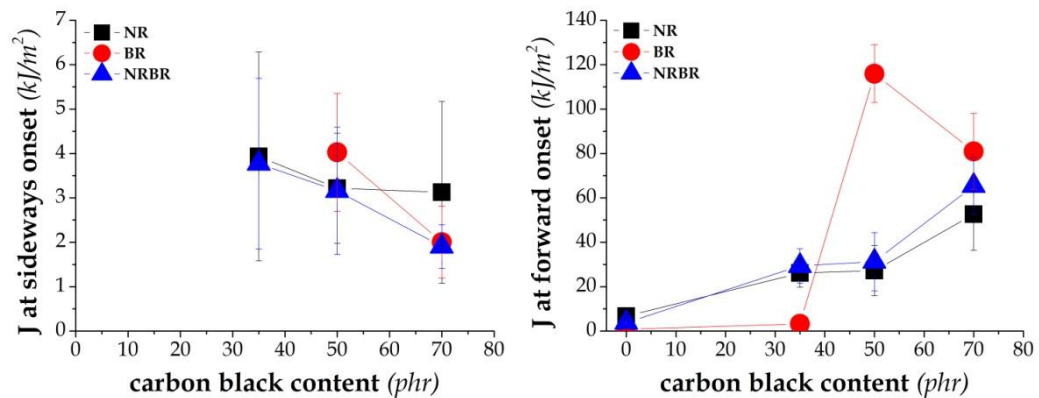 7
6
5
4
3
2
1
0
NR
BR
NRBR
0 10 20 30 40 50 60 70 80
J at sideways onset (kJ/m²)
carbon black content (phr)
140
120
100
80
60
40
20
0
NR
BR
NRBR
0 10 20 30 40 50 60 70 80
J at forward onset (kJ/m²)
carbon black content (phr)